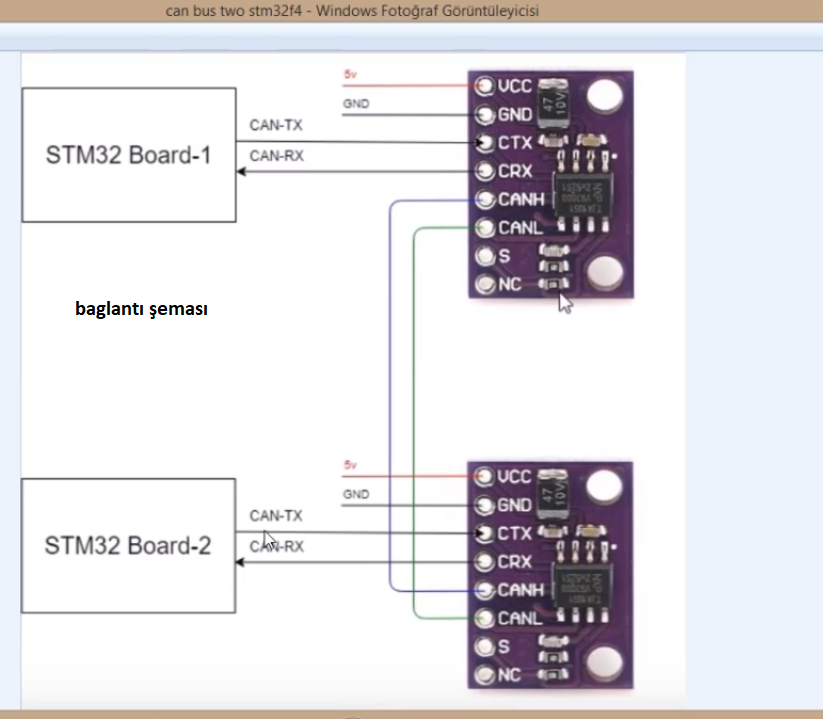 can bus two stm32f4 - Windows Fotoğraf Görüntüleyicisi
5v
GND
CAN-TX
CAN-RX
STM32 Board-1
VCC
GND
CTX
CRX
CANH
CANL
S
NC
47
10V
baglantı şeması
5v
GND
CAN-TX
CAN-RX
STM32 Board-2
VCC
GND
CTX
CRX
CANH
CANL
S
NC
47
10V